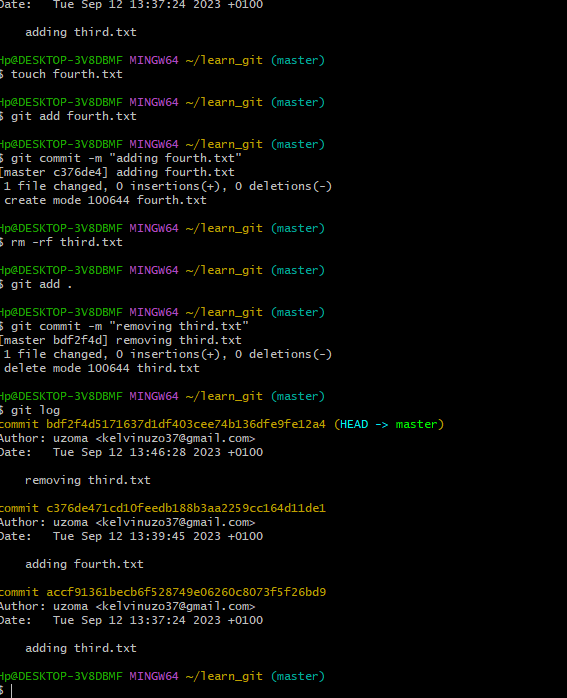 Date:   Tue Sep 12 13:37:24 2023 +0100
    adding third.txt
Hp@DESKTOP-3V8DBMF MINGW64 ~/learn_git (master)
$ touch fourth.txt
Hp@DESKTOP-3V8DBMF MINGW64 ~/learn_git (master)
$ git add fourth.txt
Hp@DESKTOP-3V8DBMF MINGW64 ~/learn_git (master)
$ git commit -m "adding fourth.txt"
[master c376de4] adding fourth.txt
 1 file changed, 0 insertions(+), 0 deletions(-)
 create mode 100644 fourth.txt
Hp@DESKTOP-3V8DBMF MINGW64 ~/learn_git (master)
$ rm -rf third.txt
Hp@DESKTOP-3V8DBMF MINGW64 ~/learn_git (master)
$ git add .
Hp@DESKTOP-3V8DBMF MINGW64 ~/learn_git (master)
$ git commit -m "removing third.txt"
[master bdf2f4d] removing third.txt
 1 file changed, 0 insertions(+), 0 deletions(-)
 delete mode 100644 third.txt
Hp@DESKTOP-3V8DBMF MINGW64 ~/learn_git (master)
$ git log
commit bdf2f4d5171637d1df403cee74b136dfe9fe12a4 (HEAD -> master)
Author: uzoma <kelvinuzo37@gmail.com>
Date:   Tue Sep 12 13:46:28 2023 +0100
    removing third.txt
commit c376de471cd10feedb188b3aa2259cc164d11de1
Author: uzoma <kelvinuzo37@gmail.com>
Date:   Tue Sep 12 13:39:45 2023 +0100
    adding fourth.txt
commit accf91361becb6f528749e06260c8073f5f26bd9
Author: uzoma <kelvinuzo37@gmail.com>
Date:   Tue Sep 12 13:37:24 2023 +0100
    adding third.txt
Hp@DESKTOP-3V8DBMF MINGW64 ~/learn_git (master)
$